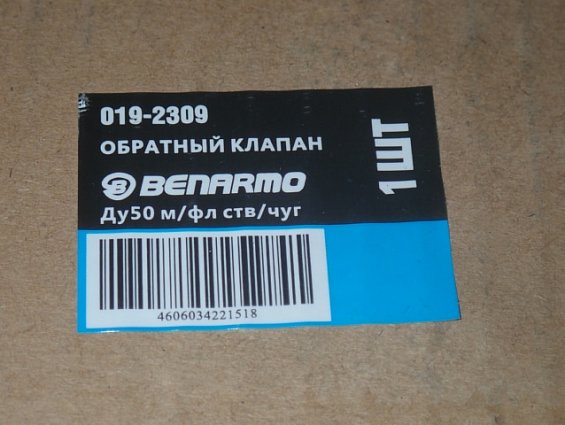 019-2309
ОБРАТНЫЙ КЛАПАН
BENARMO
Ду50 м/фл ств/чуг
1 ШТ
4606034221518